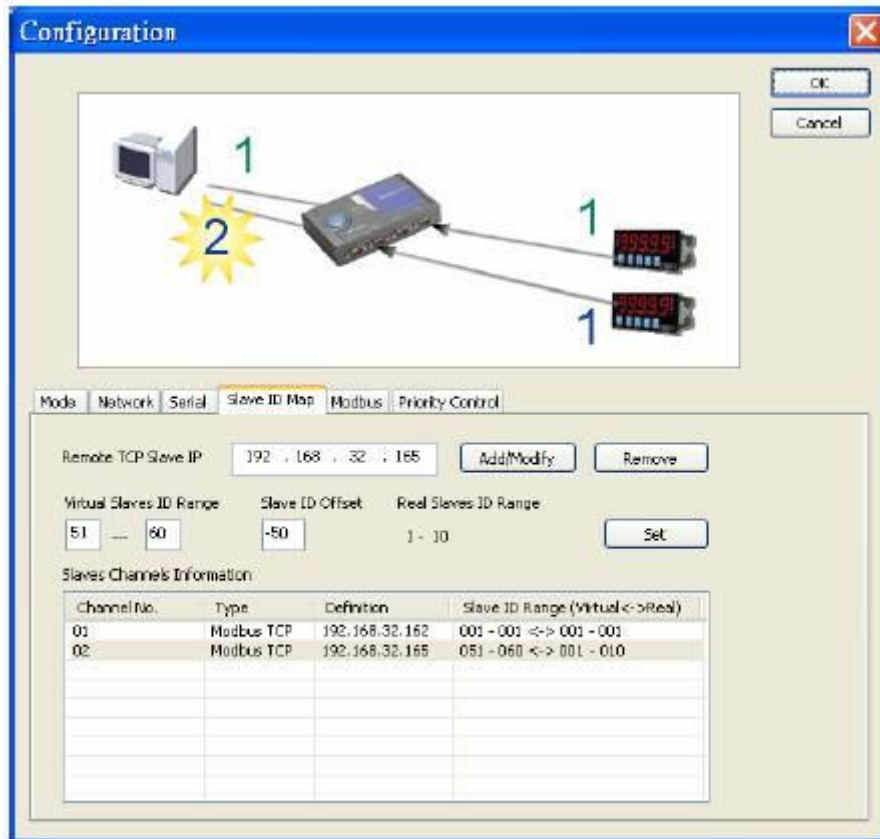 Configuration
OK
Cancel
1
2
1
1
Mode Network Serial Slave ID Map Modbus Priority Control
Remote TCP Slave IP 192 . 168 . 32 . 165 Add/Modify Remove
Virtual Slaves ID Range Slave ID Offset Real Slaves ID Range
51 --- 60 -50 1 - 10 Set
Slaves Channels Information
Channel No. Type Definition Slave ID Range (Virtual<->Real)
01 Modbus TCP 192.168.32.162 001 - 001 <-> 001 - 001
02 Modbus TCP 192.168.32.165 051 - 060 <-> 001 - 010